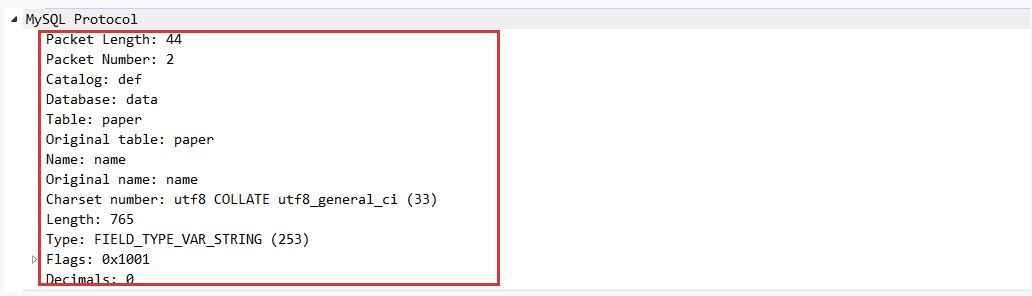 MySQL Protocol
Packet Length: 44
Packet Number: 2
Catalog: def
Database: data
Table: paper
Original table: paper
Name: name
Original name: name
Charset number: utf8 COLLATE utf8_general_ci (33)
Length: 765
Type: FIELD_TYPE_VAR_STRING (253)
Flags: 0x1001
Decimals: 0